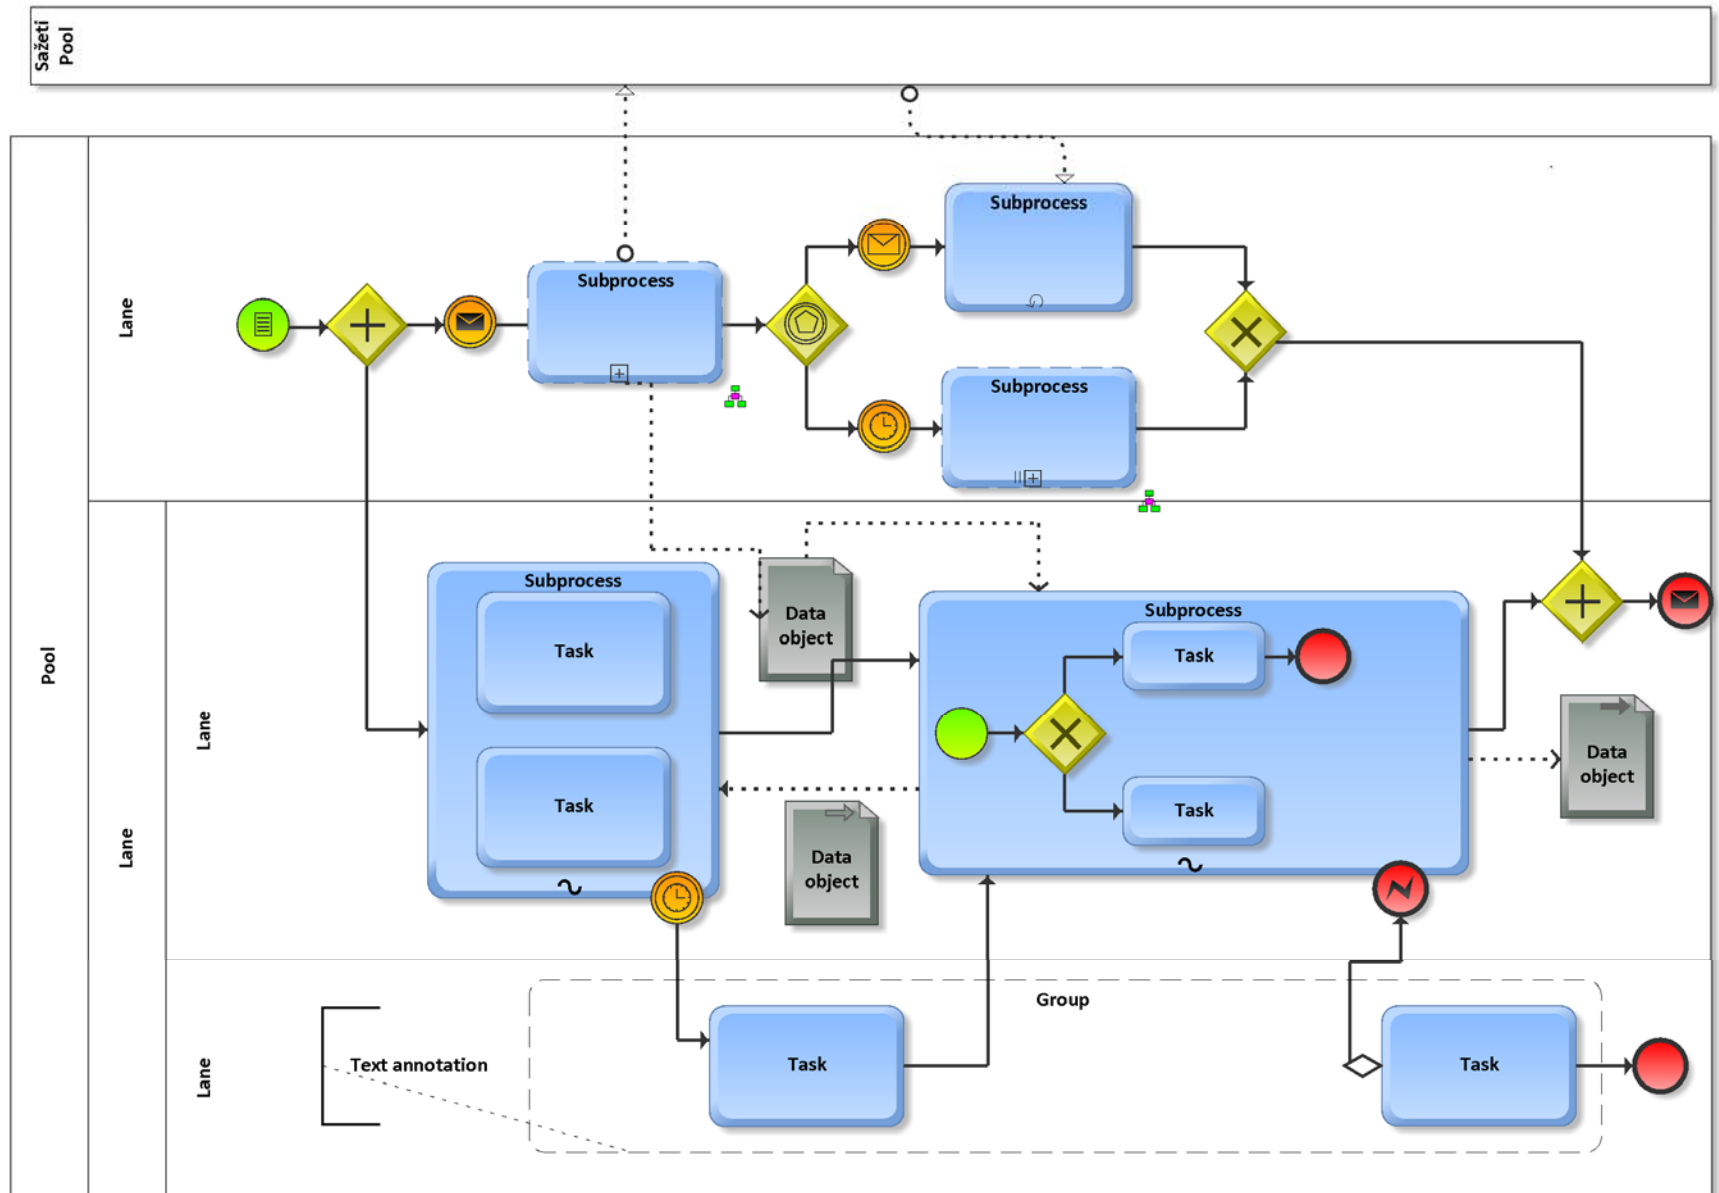 Sažeti
Pool
Pool
Lane
Subprocess
Subprocess
Subprocess
Lane
Lane
Subprocess
Task
Task
Data
object
Subprocess
Task
Task
Data
object
Data
object
Lane
Text annotation
Group
Task
Task